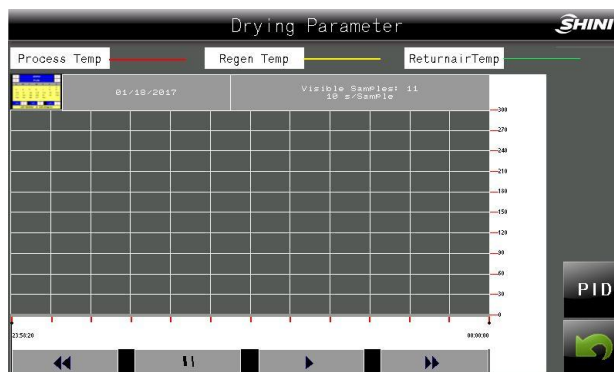 Drying Parameter
SHINI
Process Temp
Regen Temp
ReturnairTemp
01/18/2017
Visible Samples: 11
10 s/Sample
300
270
240
210
180
150
120
90
60
30
0
23:58:20
00:00:00
PID